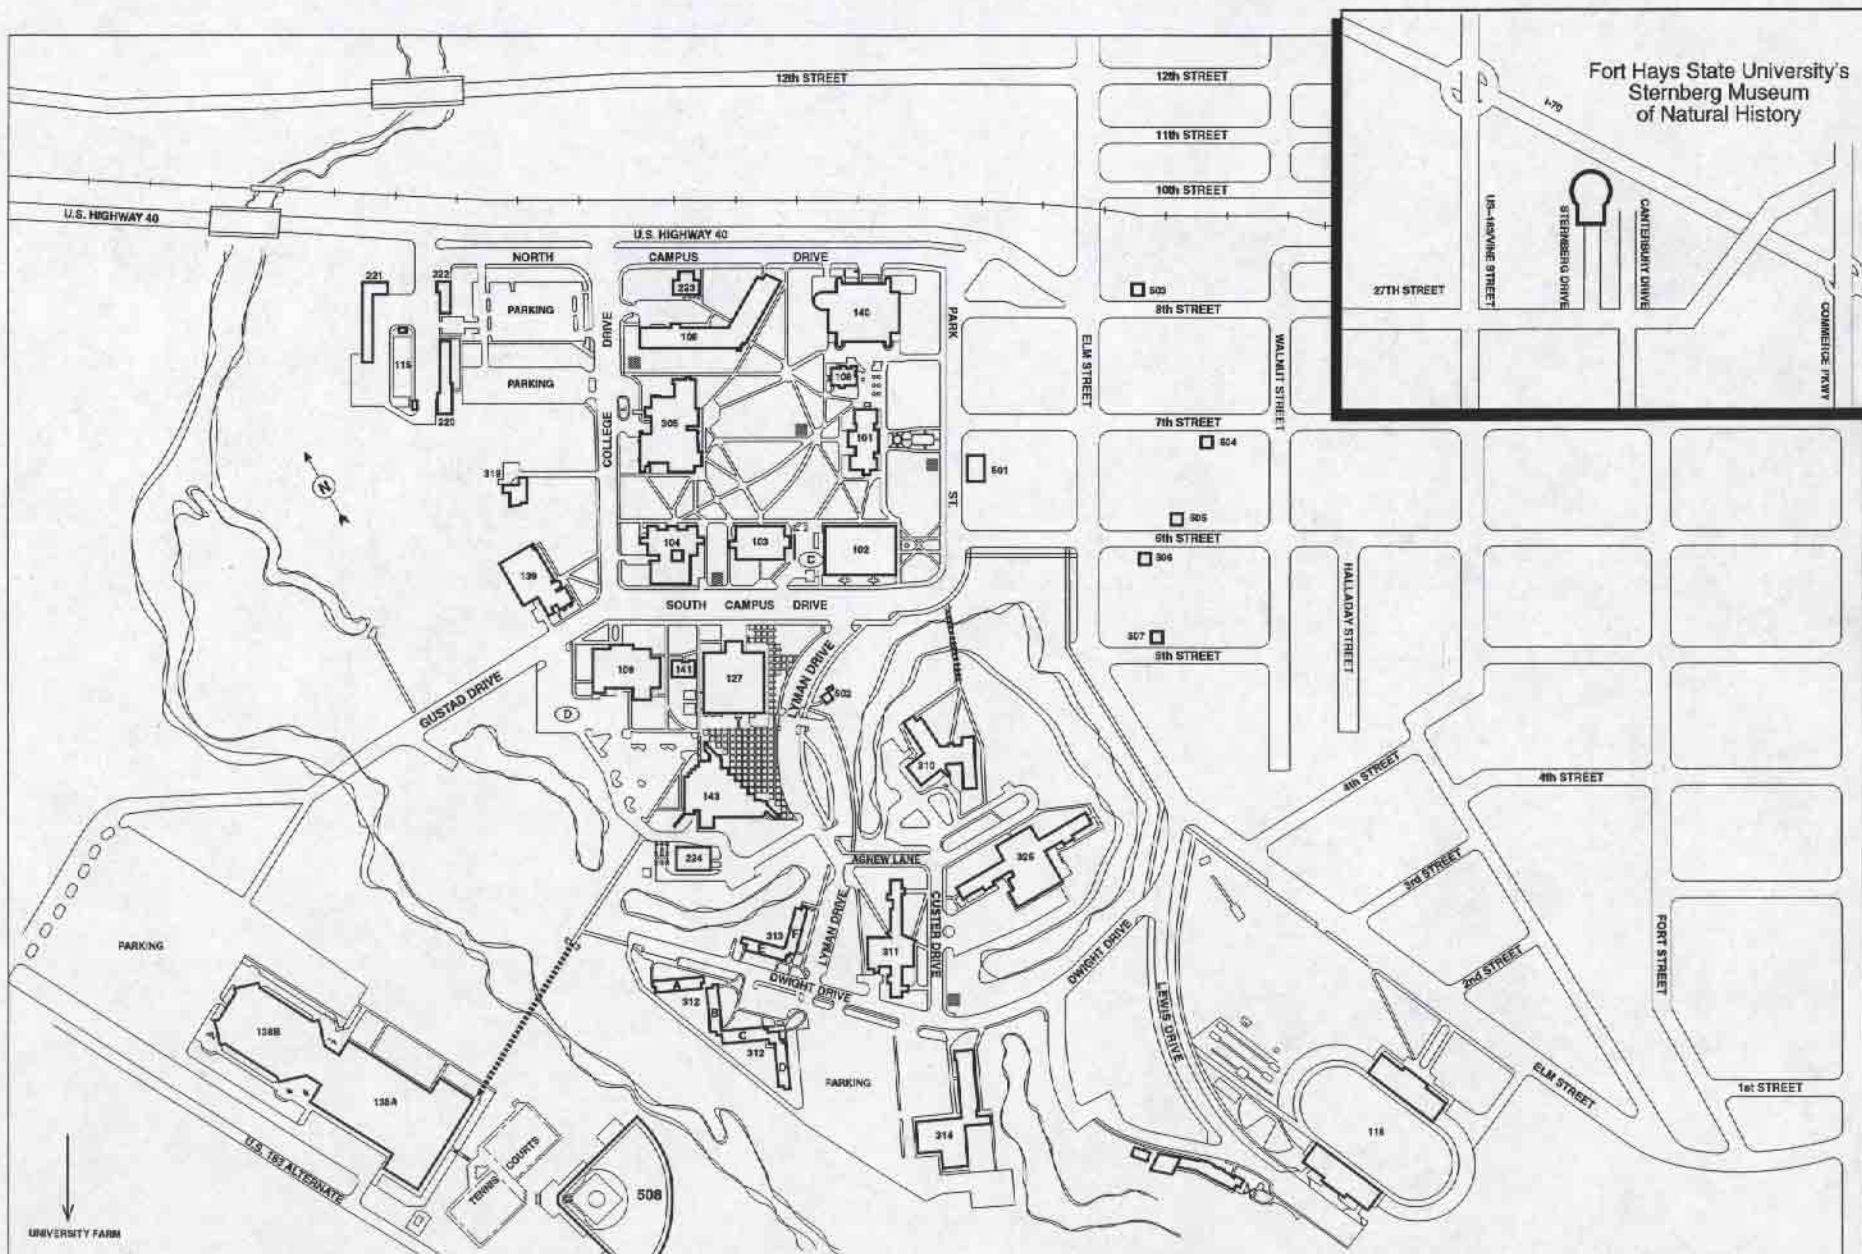 Fort Hays State University's
Sternberg Museum
of Natural History
I-70
US-183/VINE STREET
STERNBERG DRIVE
CANTERBURY DRIVE
27TH STREET
COMMERCE PKWY
12th STREET
12th STREET
11th STREET
10th STREET
U.S. HIGHWAY 40
U.S. HIGHWAY 40
NORTH CAMPUS DRIVE
221
222
223
PARKING
503
8th STREET
140
115
DRIVE
PARK
ELM STREET
WALNUT STREET
PARKING
220
305
101
7th STREET
504
COLLEGE
N
501
ST.
505
6th STREET
104
103
102
C
506
139
SOUTH CAMPUS DRIVE
HALLADAY STREET
507
5th STREET
109
141
127
LYMAN DRIVE
502
GUSTAD DRIVE
D
310
4th STREET
4th STREET
143
224
AGNEW LANE
325
3rd STREET
CUSTER DRIVE
LYMAN DRIVE
313
F
E
311
FORT STREET
PARKING
DWIGHT DRIVE
DWIGHT DRIVE
2nd STREET
A
312
B
C
312
D
LEWIS DRIVE
138B
138A
PARKING
ELM STREET
1st STREET
314
118
U.S. 183 ALTERNATE
TENNIS COURTS
508
UNIVERSITY FARM